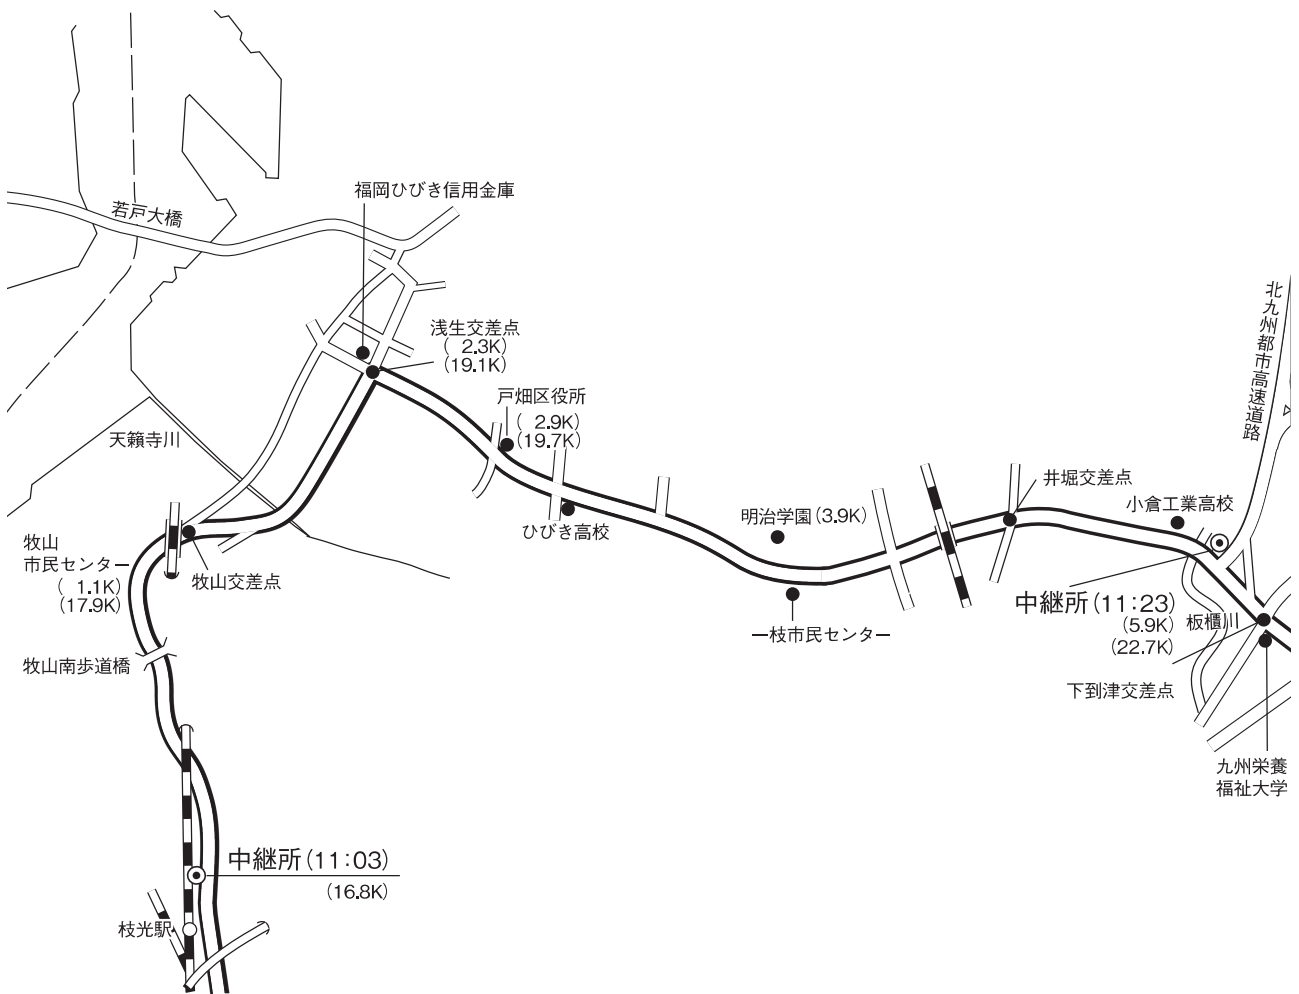 福岡ひびき信用金庫
若戸大橋
北九州都市高速道路
浅生交差点
( 2.3K)
(19.1K)
戸畑区役所
( 2.9K)
(19.7K)
天籟寺川
井堀交差点
小倉工業高校
明治学園(3.9K)
ひびき高校
牧山
市民センター
( 1.1K)
(17.9K)
牧山交差点
中継所(11:23)
(5.9K)
(22.7K)
板櫃川
一枝市民センター
牧山南歩道橋
下到津交差点
九州栄養
福祉大学
中継所(11:03)
(16.8K)
枝光駅